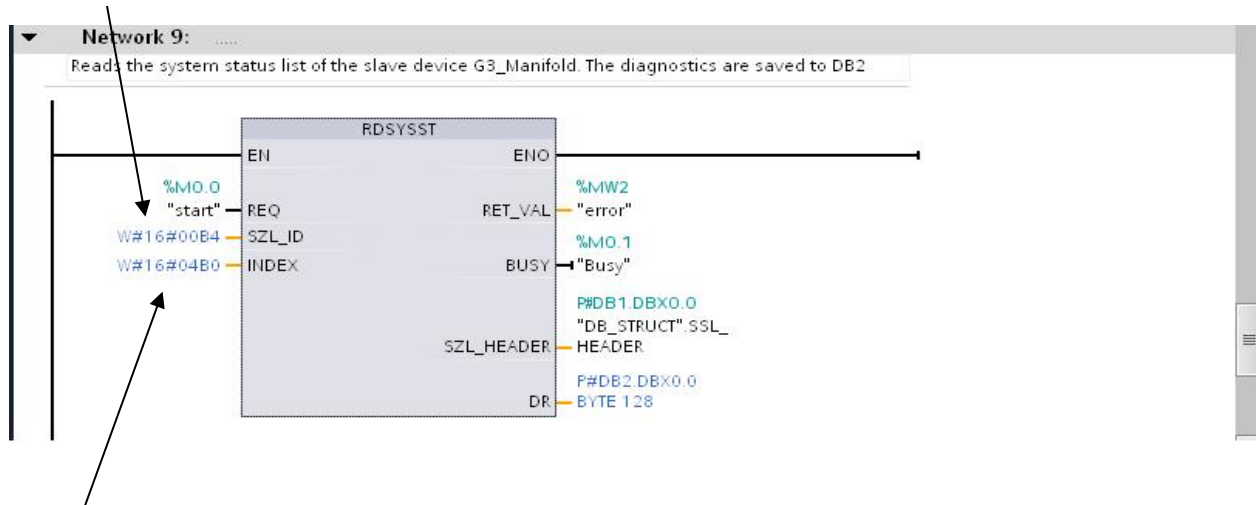 Network 9: .....
Reads the system status list of the slave device G3_Manifold. The diagnostics are saved to DB2
RDSYSST
EN ENO
%M0.0 %MW2
"start" REQ RET_VAL "error"
W#16#00B4 SZL_ID
%M0.1
W#16#04B0 INDEX BUSY "Busy"
P#DB1.DBX0.0
"DB_STRUCT".SSL_
SZL_HEADER HEADER
P#DB2.DBX0.0
DR BYTE 128